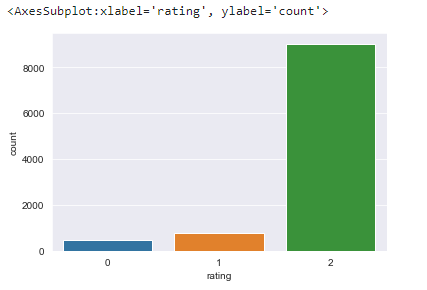 <AxesSubplot:xlabel='rating', ylabel='count'>
8000
6000
4000
2000
0
count
0 1 2
rating